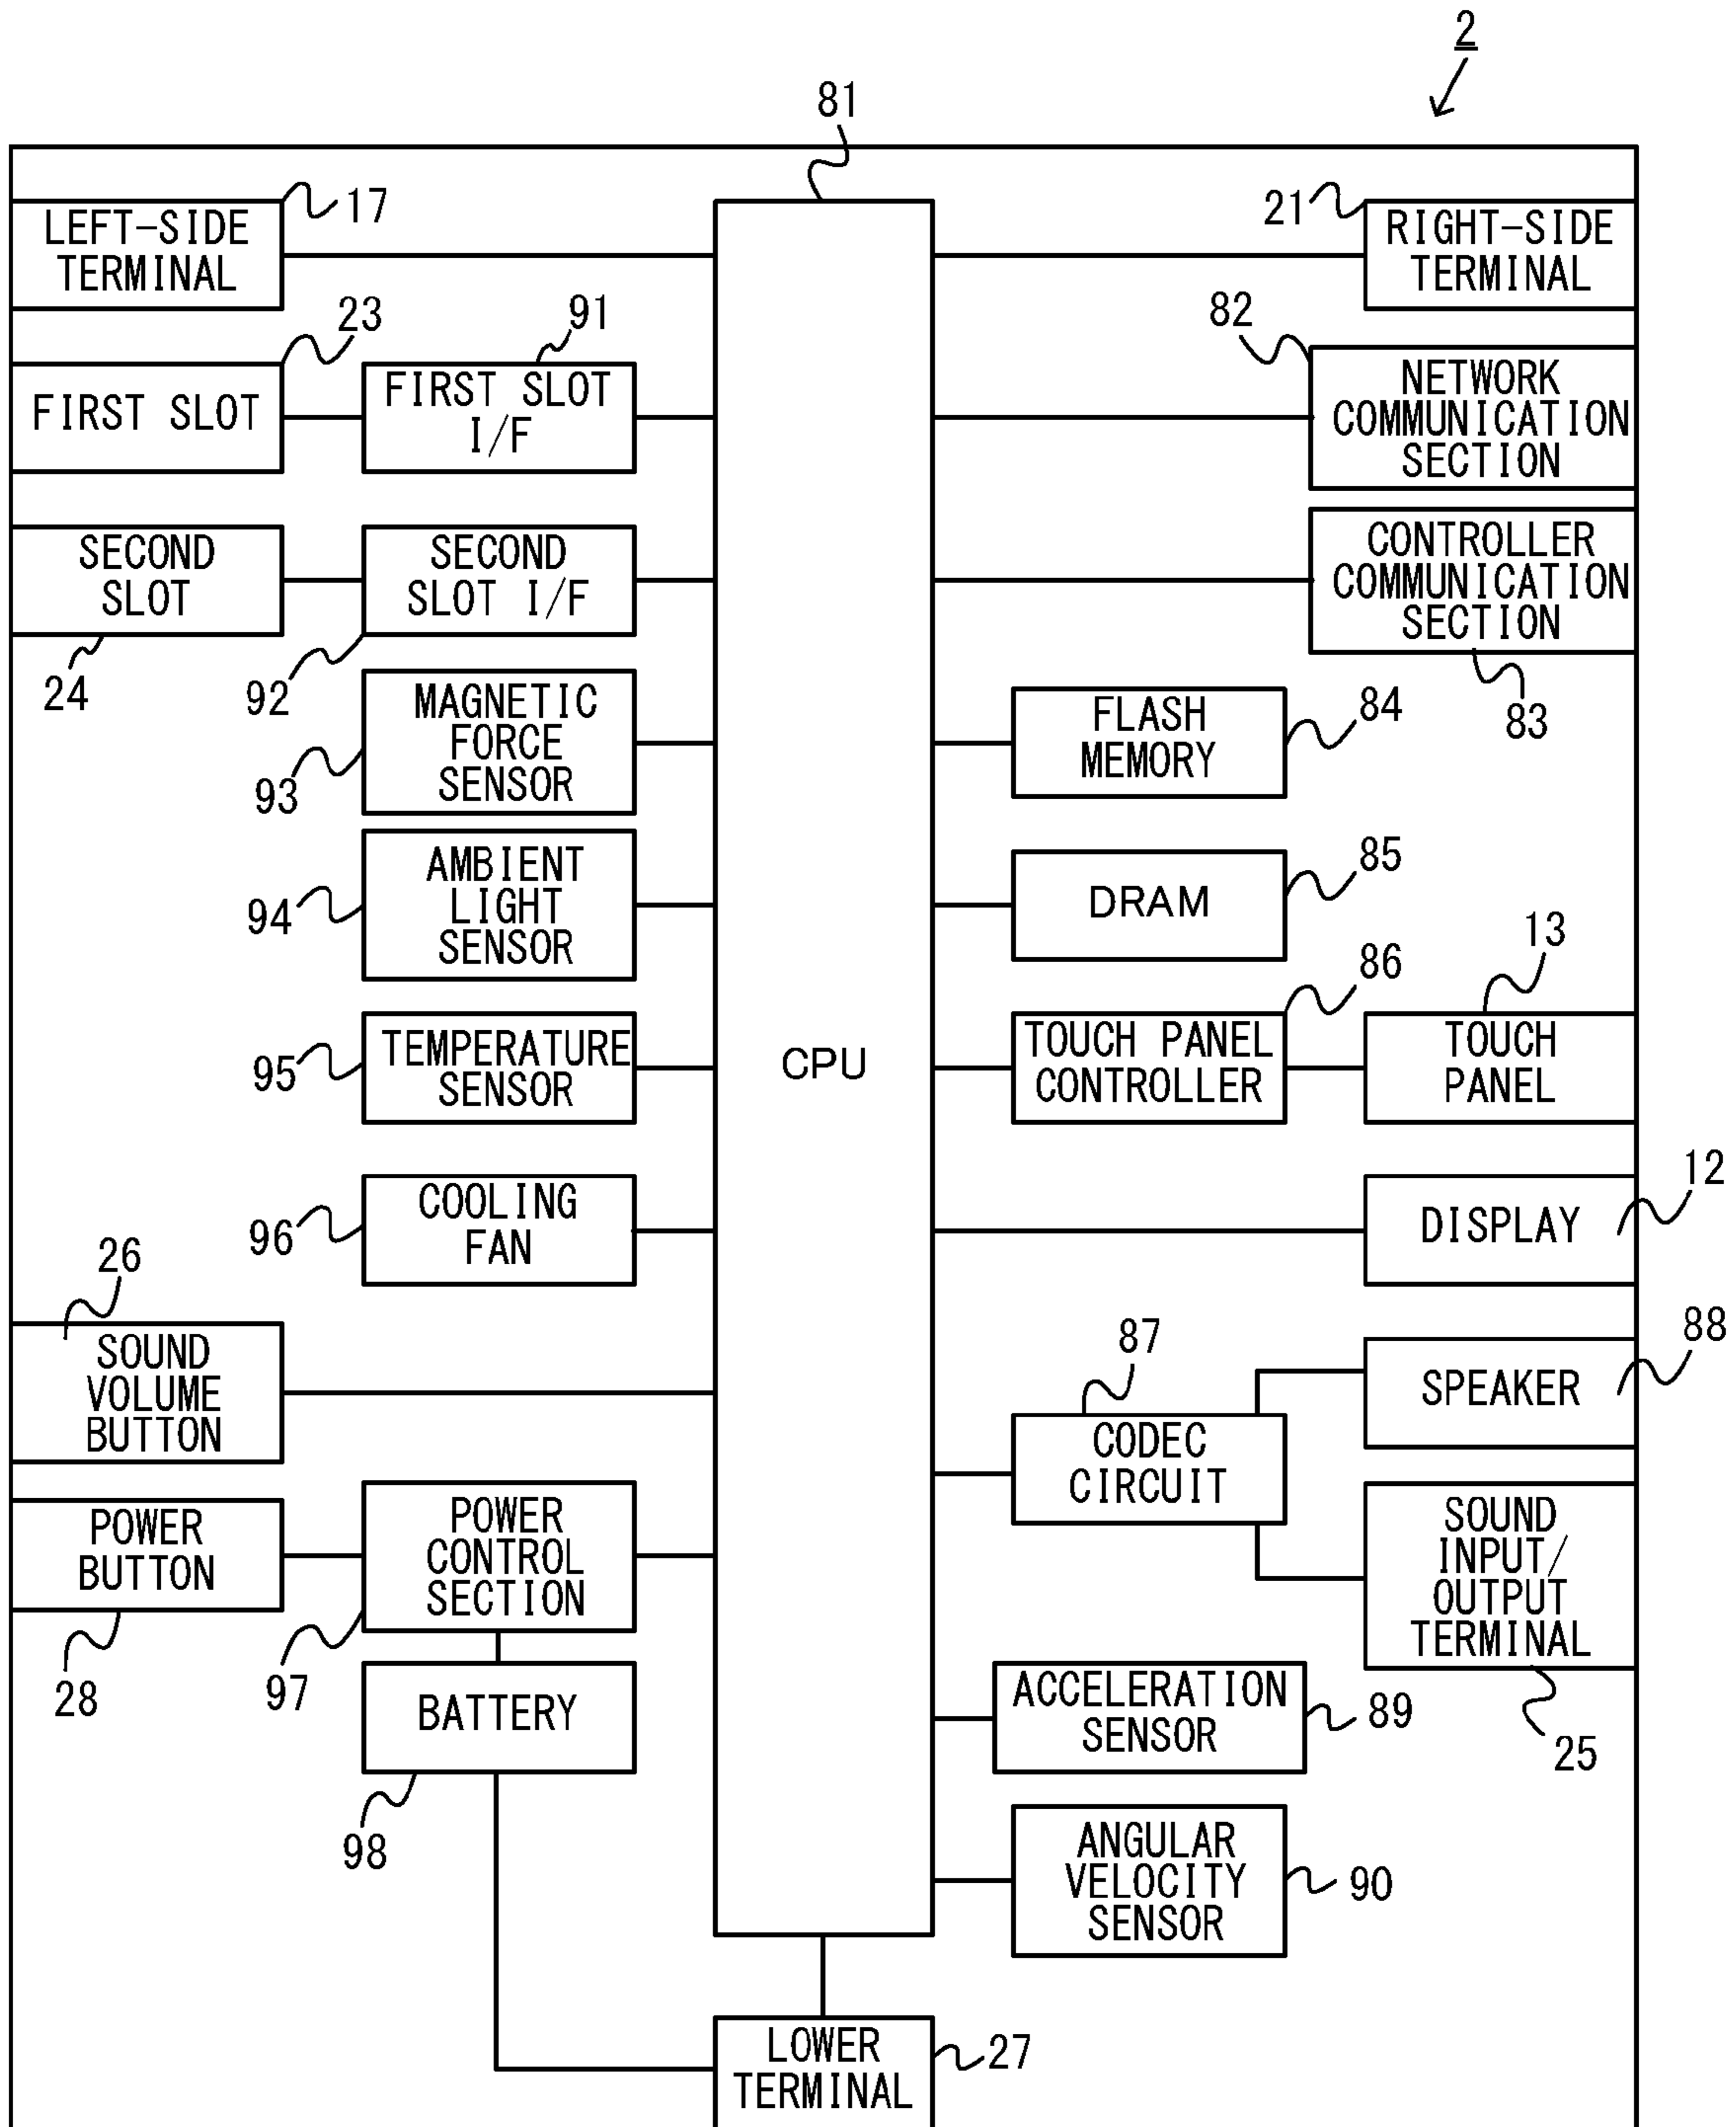 2
81
LEFT-SIDE
TERMINAL
17
21
RIGHT-SIDE
TERMINAL
23
FIRST SLOT
91
FIRST SLOT
I/F
82
NETWORK
COMMUNICATION
SECTION
SECOND
SLOT
24
SECOND
SLOT I/F
92
CONTROLLER
COMMUNICATION
SECTION
83
MAGNETIC
FORCE
SENSOR
93
FLASH
MEMORY
84
AMBIENT
LIGHT
SENSOR
94
DRAM
85
TEMPERATURE
SENSOR
95
CPU
TOUCH PANEL
CONTROLLER
86
13
TOUCH
PANEL
COOLING
FAN
96
DISPLAY
12
26
SOUND
VOLUME
BUTTON
87
CODEC
CIRCUIT
SPEAKER
88
POWER
BUTTON
28
POWER
CONTROL
SECTION
97
SOUND
INPUT/
OUTPUT
TERMINAL
25
BATTERY
98
ACCELERATION
SENSOR
89
ANGULAR
VELOCITY
SENSOR
90
LOWER
TERMINAL
27